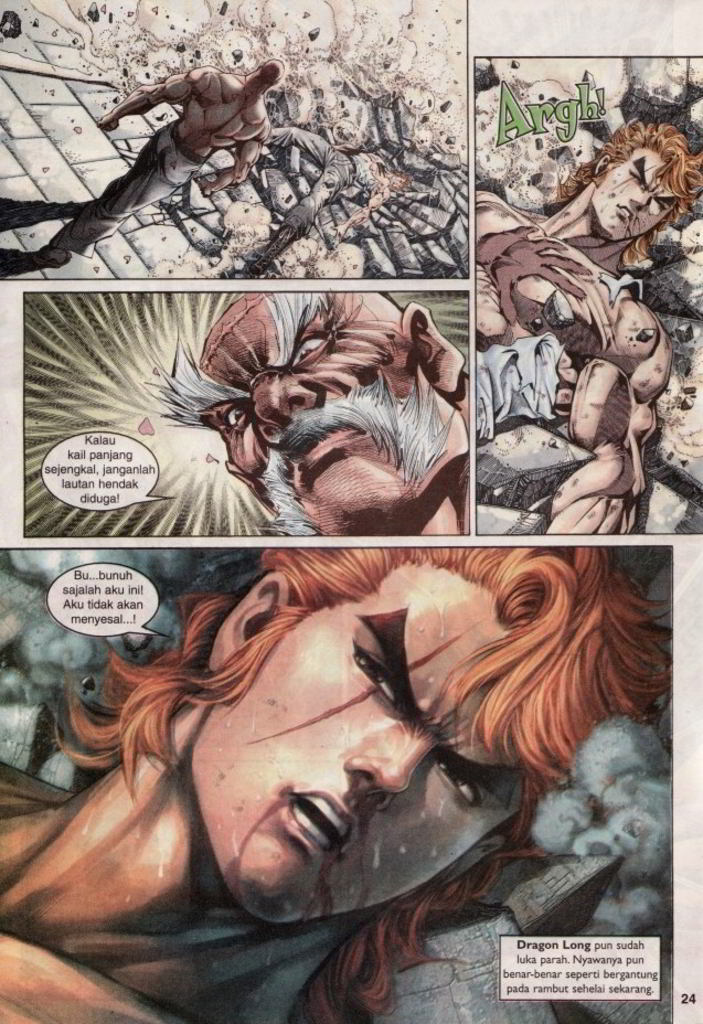 Argh!
Kalau
kail panjang
sejengkal, janganlah
lautan hendak
diduga!
Bu...bunuh
sajalah aku ini!
Aku tidak akan
menyesal...!
Dragon Long pun sudah
luka parah. Nyawanya pun
benar-benar seperti bergantung
pada rambut sehelai sekarang.
24